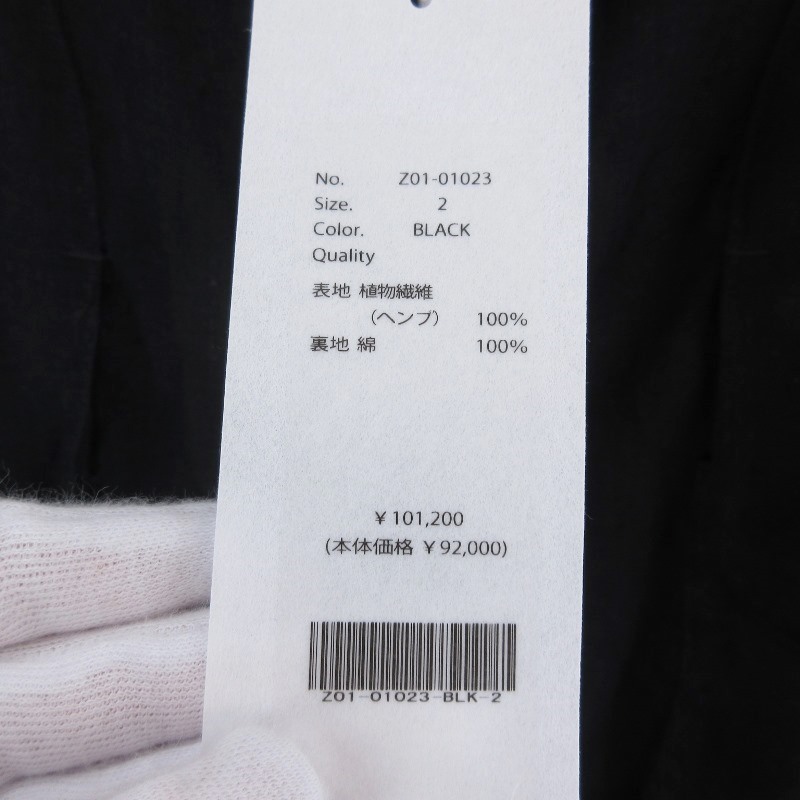 No. Z01-01023
Size. 2
Color. BLACK
Quality
表地 植物繊維
(ヘンプ) 100%
裏地 綿 100%
¥101,200
(本体価格 ¥92,000)
Z01-01023-BLK-2